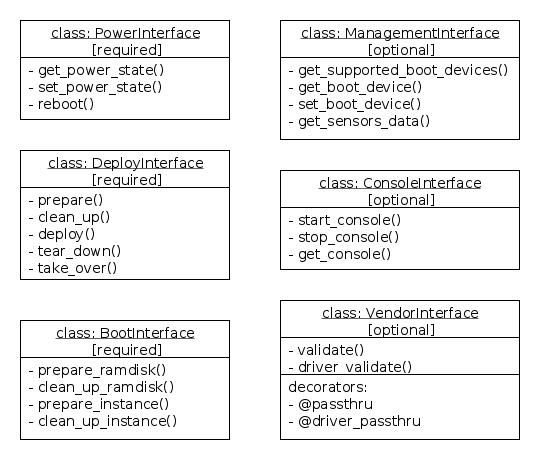 class: PowerInterface
[required]
- get_power_state()
- set_power_state()
- reboot()
class: DeployInterface
[required]
- prepare()
- clean_up()
- deploy()
- tear_down()
- take_over()
class: BootInterface
[required]
- prepare_ramdisk()
- clean_up_ramdisk()
- prepare_instance()
- clean_up_instance()
class: ManagementInterface
[optional]
- get_supported_boot_devices()
- get_boot_device()
- set_boot_device()
- get_sensors_data()
class: ConsoleInterface
[optional]
- start_console()
- stop_console()
- get_console()
class: VendorInterface
[optional]
- validate()
- driver_validate()
decorators:
- @passthru
- @driver_passthru